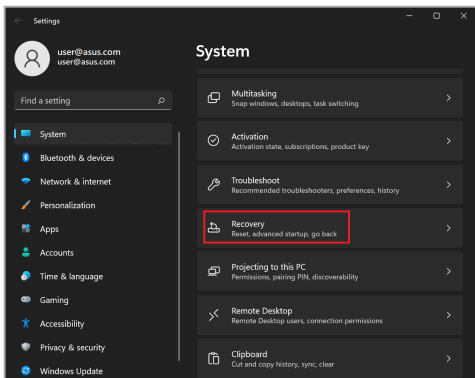 Settings
user@asus.com
user@asus.com
Find a setting
System
Bluetooth & devices
Network & internet
Personalization
Apps
Accounts
Time & language
Gaming
Accessibility
Privacy & security
Windows Update
System
Multitasking
Snap windows, desktops, task switching
Activation
Activation state, subscriptions, product key
Troubleshoot
Recommended troubleshooters, preferences, history
Recovery
Reset, advanced startup, go back
Projecting to this PC
Permissions, pairing PIN, discoverability
Remote Desktop
Remote Desktop users, connection permissions
Clipboard
Cut and copy history, sync, clear